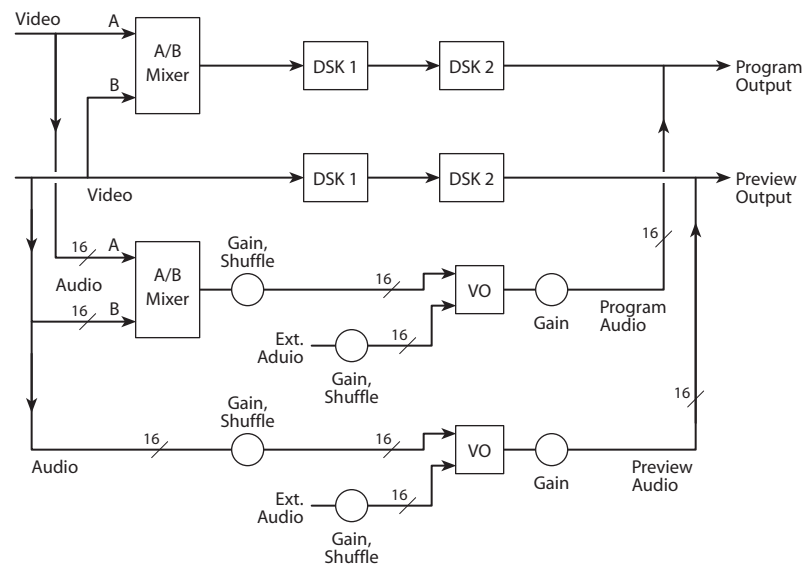 Video
A
A/B
Mixer
DSK 1
DSK 2
Program
Output
B
Video
DSK 1
DSK 2
Preview
Output
16
A
Audio
A/B
Mixer
Gain,
Shuffle
16
VO
Gain
Program
Audio
16
16
B
Ext.
Aduio
16
Gain,
Shuffle
Audio
16
Gain,
Shuffle
16
VO
Gain
Preview
Audio
16
Ext.
Audio
16
Gain,
Shuffle